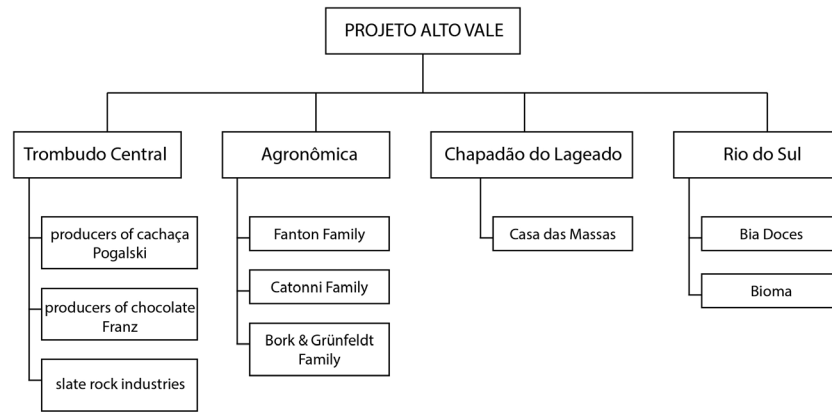 PROJETO ALTO VALE
Trombudo Central
producers of cachaça
Pogalski
producers of chocolate
Franz
slate rock industries
Agronômica
Fanton Family
Catonni Family
Bork & Grünfeldt
Family
Chapadão do Lageado
Casa das Massas
Rio do Sul
Bia Doces
Bioma